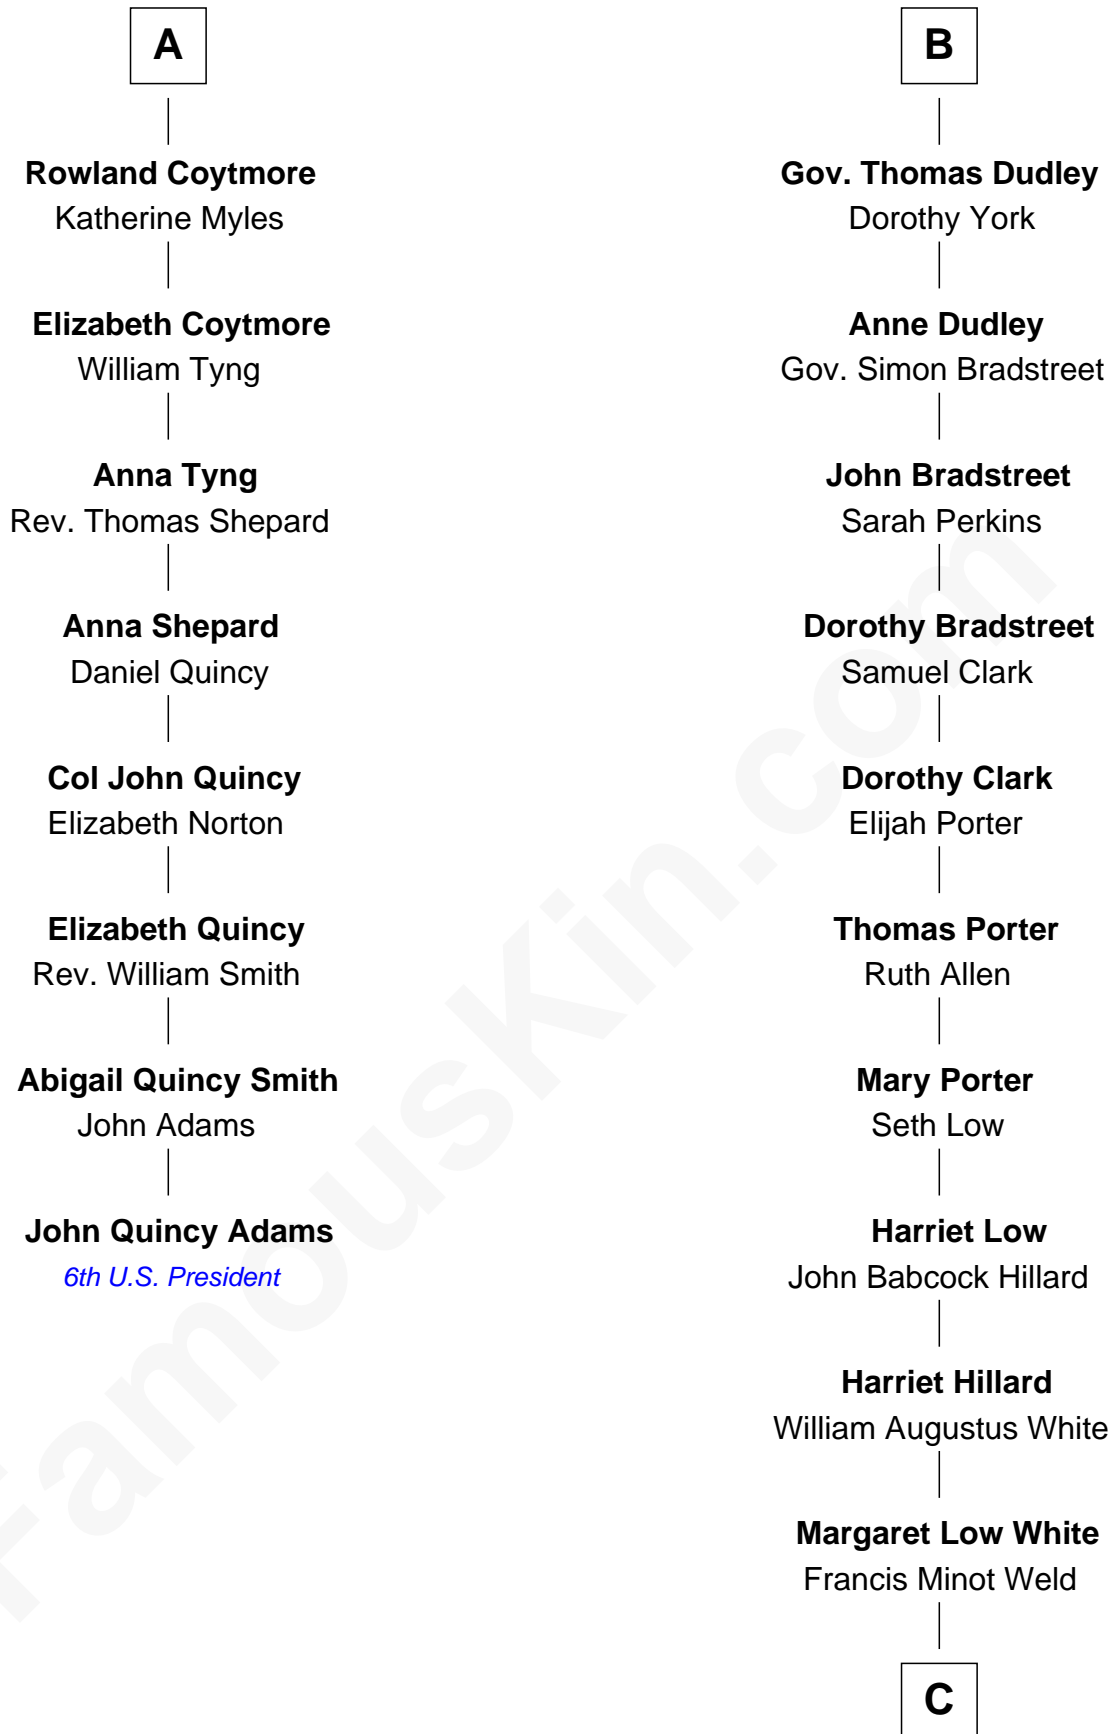 A
Rowland Coytmore
Katherine Myles
Elizabeth Coytmore
William Tyng
Anna Tyng
Rev. Thomas Shepard
Anna Shepard
Daniel Quincy
Col John Quincy
Elizabeth Norton
Elizabeth Quincy
Rev. William Smith
Abigail Quincy Smith
John Adams
John Quincy Adams
6th U.S. President
B
Gov. Thomas Dudley
Dorothy York
Anne Dudley
Gov. Simon Bradstreet
John Bradstreet
Sarah Perkins
Dorothy Bradstreet
Samuel Clark
Dorothy Clark
Elijah Porter
Thomas Porter
Ruth Allen
Mary Porter
Seth Low
Harriet Low
John Babcock Hillard
Harriet Hillard
William Augustus White
Margaret Low White
Francis Minot Weld
C
FamousKin.com